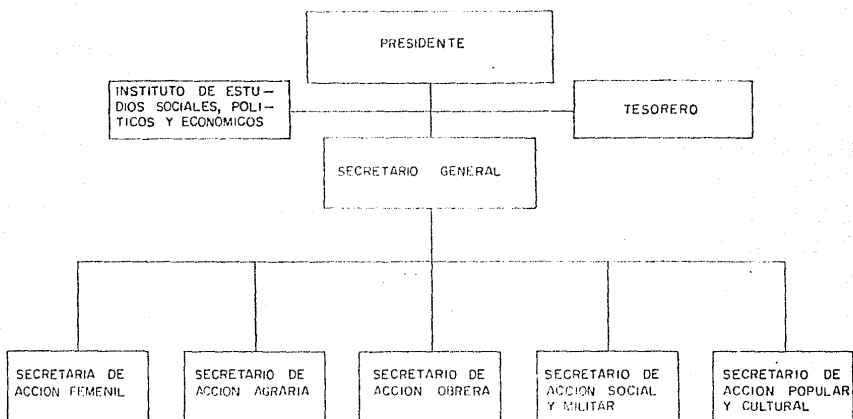 PRESIDENTE
INSTITUTO DE ESTU-
DIOS SOCIALES, POLI-
TICOS Y ECONOMICOS
TESORERO
SECRETARIO GENERAL
SECRETARIA DE
ACCION FEMENIL
SECRETARIO DE
ACCION AGRARIA
SECRETARIO DE
ACCION OBRERA
SECRETARIO DE
ACCION SOCIAL
Y MILITAR
SECRETARIO DE
ACCION POPULAR
Y CULTURAL